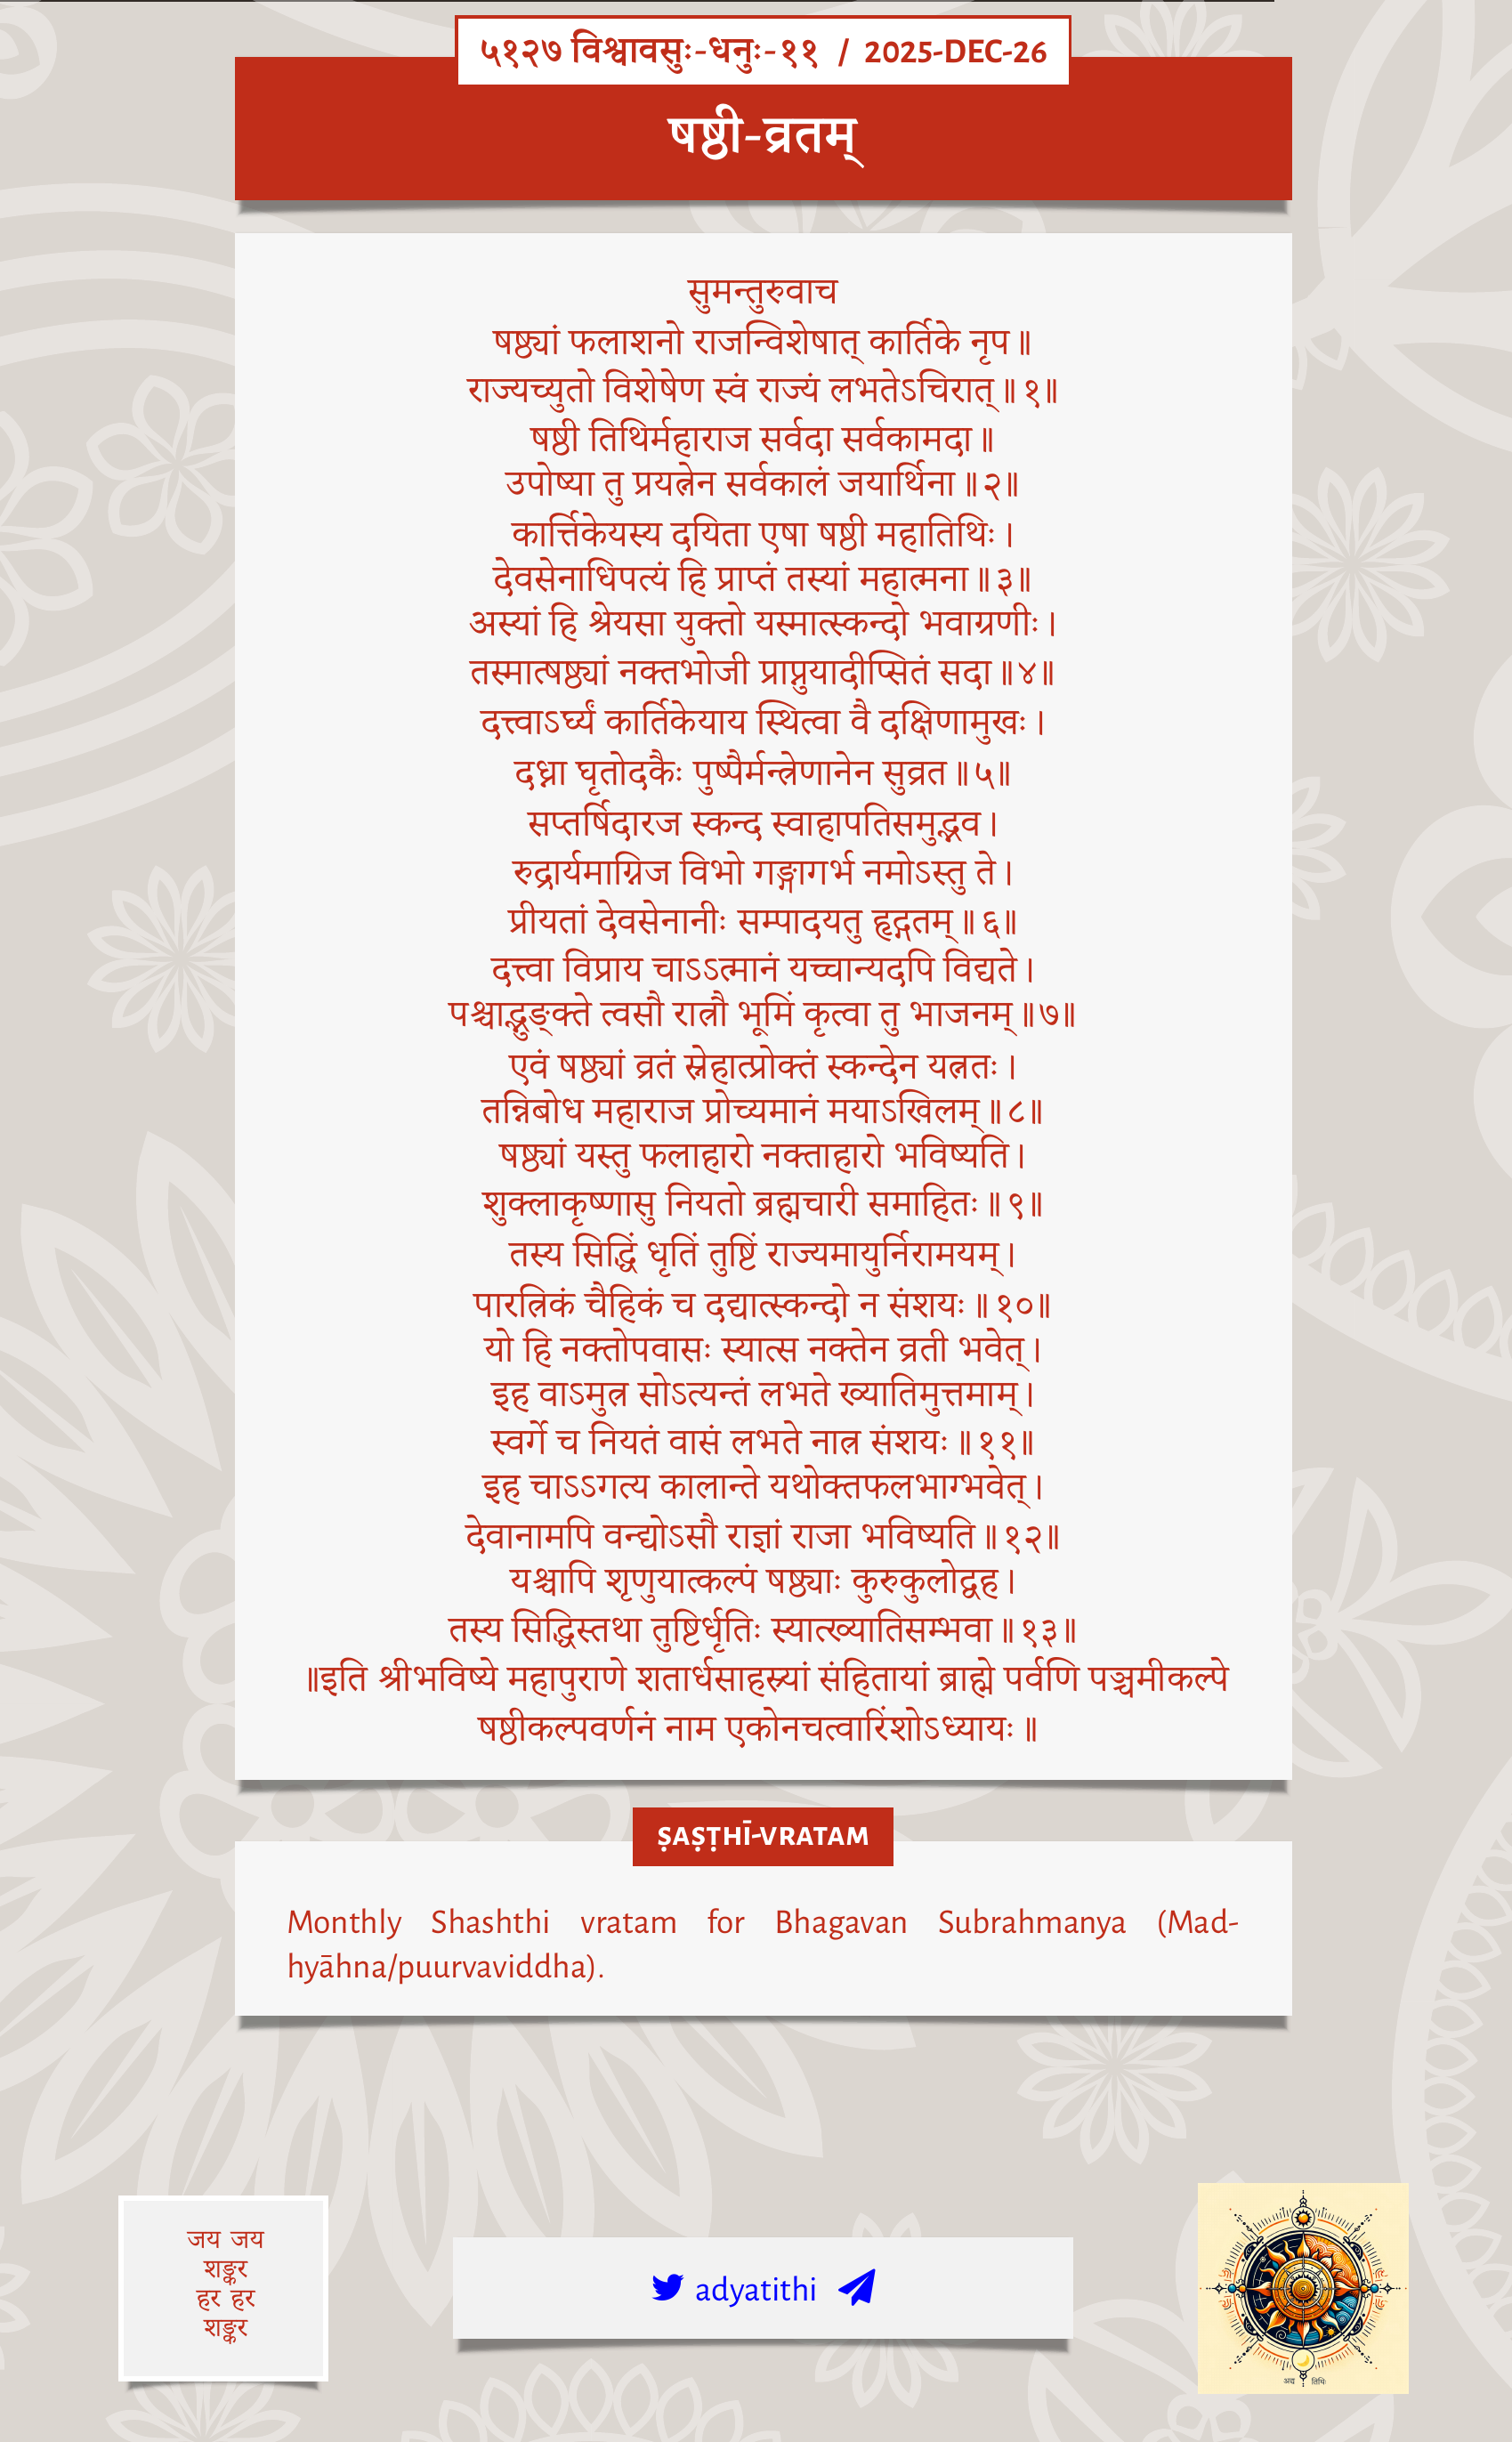 ५१२७ विश्वावसुः-धनुः-११ / 2025-DEC-26
षष्ठी-व्रतम्
सुमन्तुरुवाच
षष्ठ्यां फलाशनो राजन्विशेषात् कार्तिके नृप॥
राज्यच्युतो विशेषेण स्वं राज्यं लभतेऽचिरात्॥१॥
षष्ठी तिथिर्महाराज सर्वदा सर्वकामदा॥
उपोष्या तु प्रयत्नेन सर्वकालं जयार्थिना॥२॥
कार्त्तिकेयस्य दयिता एषा षष्ठी महातिथिः।
देवसेनाधिपत्यं हि प्राप्तं तस्यां महात्मना॥३॥
अस्यां हि श्रेयसा युक्तो यस्मात्स्कन्दो भवाग्रणीः।
तस्मात्षष्ठ्यां नक्तभोजी प्राप्नुयादीप्सितं सदा॥४॥
दत्त्वाऽर्घ्यं कार्तिकेयाय स्थित्वा वै दक्षिणामुखः।
दध्ना घृतोदकैः पुष्पैर्मन्त्रेणानेन सुव्रत॥५॥
सप्तर्षिदारज स्कन्द स्वाहापतिसमुद्भव।
रुद्रार्यमाग्निज विभो गङ्गागर्भ नमोऽस्तु ते।
प्रीयतां देवसेनानीः सम्पादयतु हृद्गतम्॥६॥
दत्त्वा विप्राय चाऽऽत्मानं यच्चान्यदपि विद्यते।
पश्चाद्भुङ्क्ते त्वसौ रात्रौ भूमिं कृत्वा तु भाजनम्॥७॥
एवं षष्ठ्यां व्रतं स्नेहात्प्रोक्तं स्कन्देन यत्नतः।
तन्निबोध महाराज प्रोच्यमानं मयाऽखिलम्॥८॥
षष्ठ्यां यस्तु फलाहारो नक्ताहारो भविष्यति।
शुक्लाकृष्णासु नियतो ब्रह्मचारी समाहितः॥९॥
तस्य सिद्धिं धृतिं तुष्टिं राज्यमायुर्निरामयम्।
पारत्रिकं चैहिकं च दद्यात्स्कन्दो न संशयः॥१०॥
यो हि नक्तोपवासः स्यात्स नक्तेन व्रती भवेत्।
इह वाऽमुत्र सोऽत्यन्तं लभते ख्यातिमुत्तमाम्।
स्वर्गे च नियतं वासं लभते नात्र संशयः॥११॥
इह चाऽऽगत्य कालान्ते यथोक्तफलभाग्भवेत्।
देवानामपि वन्द्योऽसौ राज्ञां राजा भविष्यति॥१२॥
यश्चापि शृणुयात्कल्पं षष्ठ्याः कुरुकुलोद्वह।
तस्य सिद्धिस्तथा तुष्टिर्धृतिः स्यात्ख्यातिसम्भवा॥१३॥
॥इति श्रीभविष्ये महापुराणे शतार्धसाहस्र्यां संहितायां ब्राह्मे पर्वणि पञ्चमीकल्पे
षष्ठीकल्पवर्णनं नाम एकोनचत्वारिंशोऽध्यायः॥
ṢAṢṬHĪ-VRATAM
Monthly Shashthi vratam for Bhagavan Subrahmanya (Mad-
hyāhna/puurvaviddha).
जय जय
शङ्कर
हर हर
शङ्कर
adyatithi
अद्य तिथिः